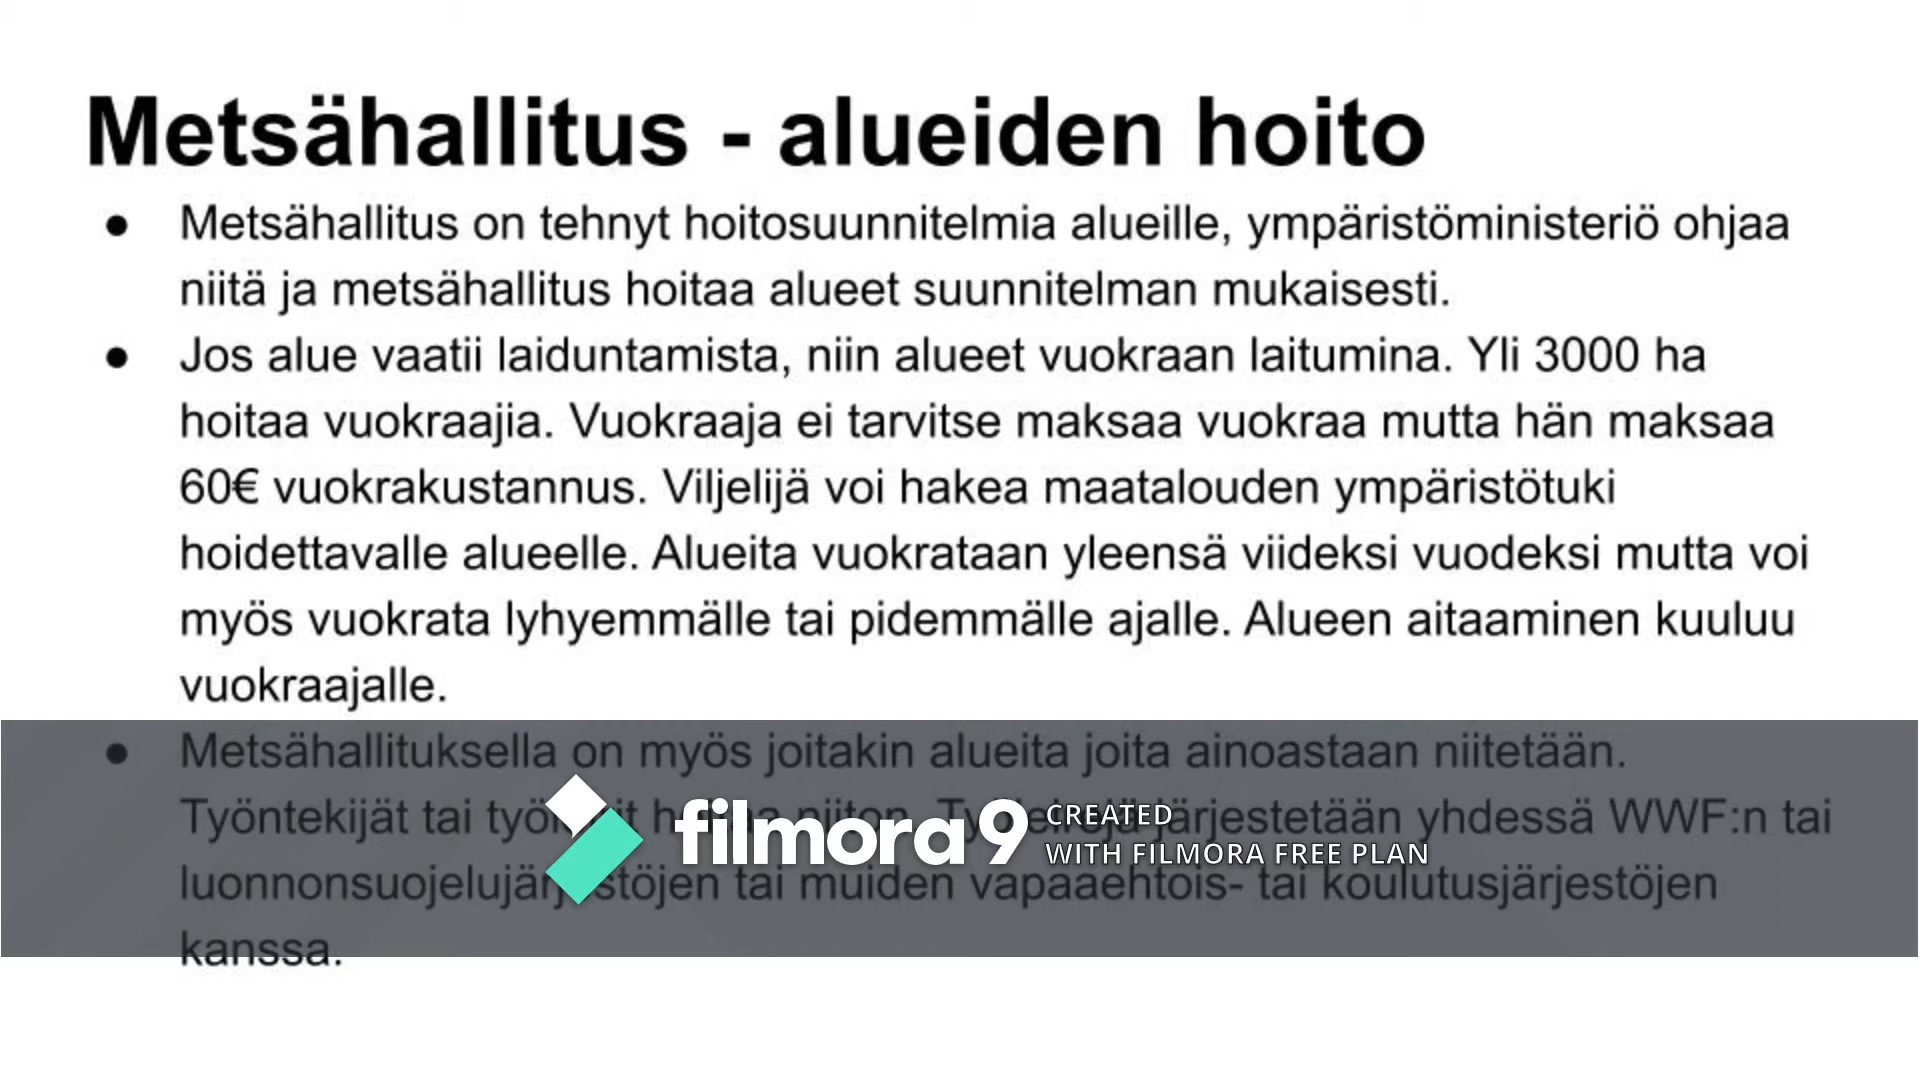 Metsähallitus - alueiden hoito
● Metsähallitus on tehnyt hoitosuunnitelmia alueille, ympäristöministeriö ohjaa
niitä ja metsähallitus hoitaa alueet suunnitelman mukaisesti.
● Jos alue vaatii laiduntamista, niin alueet vuokraan laitumina. Yli 3000 ha
hoitaa vuokraajia. Vuokraaja ei tarvitse maksaa vuokraa mutta hän maksaa
60€ vuokrakustannus. Viljelijä voi hakea maatalouden ympäristötuki
hoidettavalle alueelle. Alueita vuokrataan yleensä viideksi vuodeksi mutta voi
myös vuokrata lyhyemmälle tai pidemmälle ajalle. Alueen aitaaminen kuuluu
vuokraajalle.
● Metsähallituksella on myös joitakin alueita joita ainoastaan niitetään.
Työntekijät tai niiton. järjestetään yhdessä WWF:n tai
luonnonsuojelujärjestöjen tai muiden vapaaehtois- tai koulutusjärjestöjen
kanssa.
filmora9
CREATED
WITH FILMORA FREE PLAN